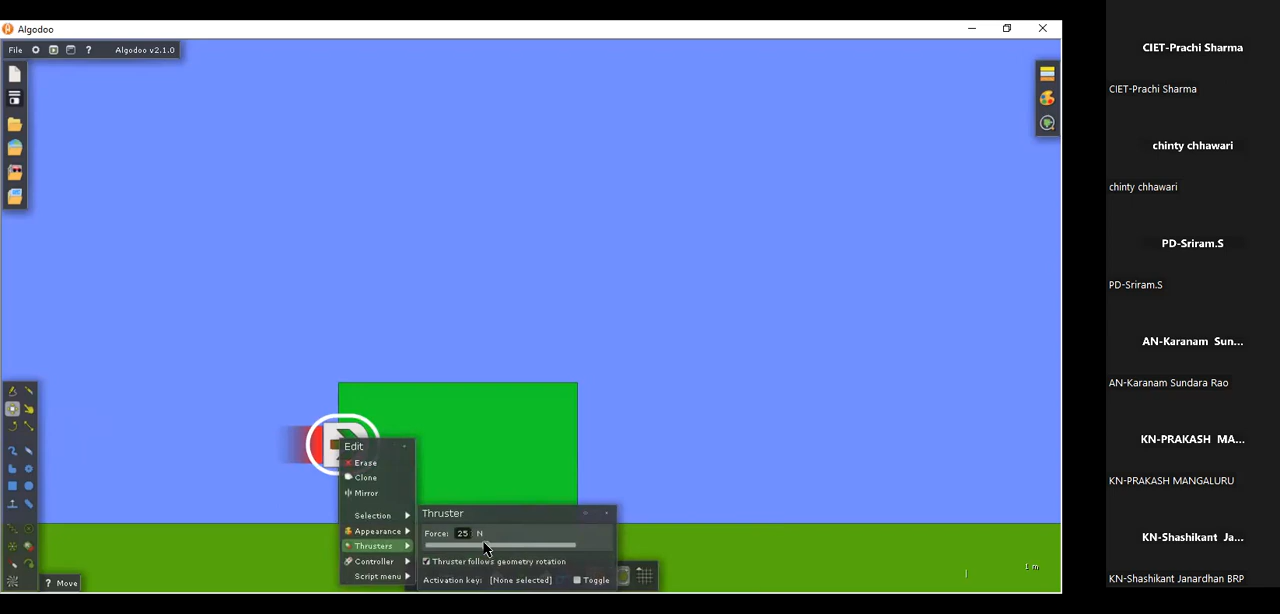 Algodoo
File ? Algodoo v2.1.0
Edit
Erase
Clone
Mirror
Selection
Appearance
Thrusters
Controller
Script menu
Thruster
Force: 25 N
Thruster follows geometry rotation
Activation key: [None selected] Toggle
? Move
1 m
CIET-Prachi Sharma
CIET-Prachi Sharma
chinty chhawari
chinty chhawari
PD-Sriram.S
PD-Sriram.S
AN-Karanam Sun...
AN-Karanam Sundara Rao
KN-PRAKASH MA...
KN-PRAKASH MANGALURU
KN-Shashikant Ja...
KN-Shashikant Janardhan BRP